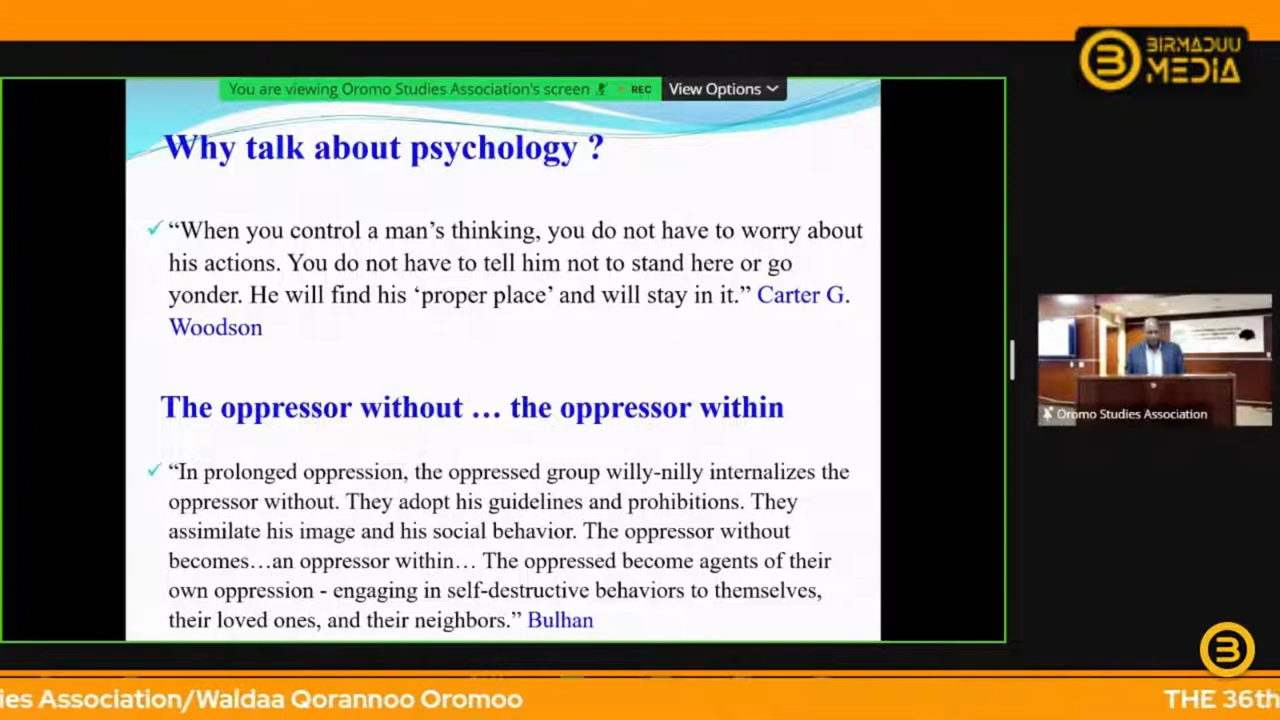 BIRMADUU
MEDIA
You are viewing Oromo Studies Association's screen
REC
View Options
Why talk about psychology ?
✓ “When you control a man’s thinking, you do not have to worry about
his actions. You do not have to tell him not to stand here or go
yonder. He will find his ‘proper place’ and will stay in it.” Carter G.
Woodson
The oppressor without … the oppressor within
✓ “In prolonged oppression, the oppressed group willy-nilly internalizes the
oppressor without. They adopt his guidelines and prohibitions. They
assimilate his image and his social behavior. The oppressor without
becomes…an oppressor within… The oppressed become agents of their
own oppression - engaging in self-destructive behaviors to themselves,
their loved ones, and their neighbors.” Bulhan
Oromo Studies Association
ies Association/Waldaa Qorannoo Oromoo
THE 36th